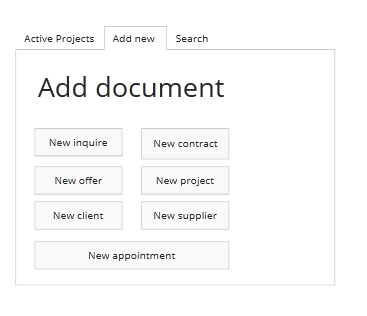 Active Projects Add new Search
Add document
New inquire New contract
New offer New project
New client New supplier
New appointment